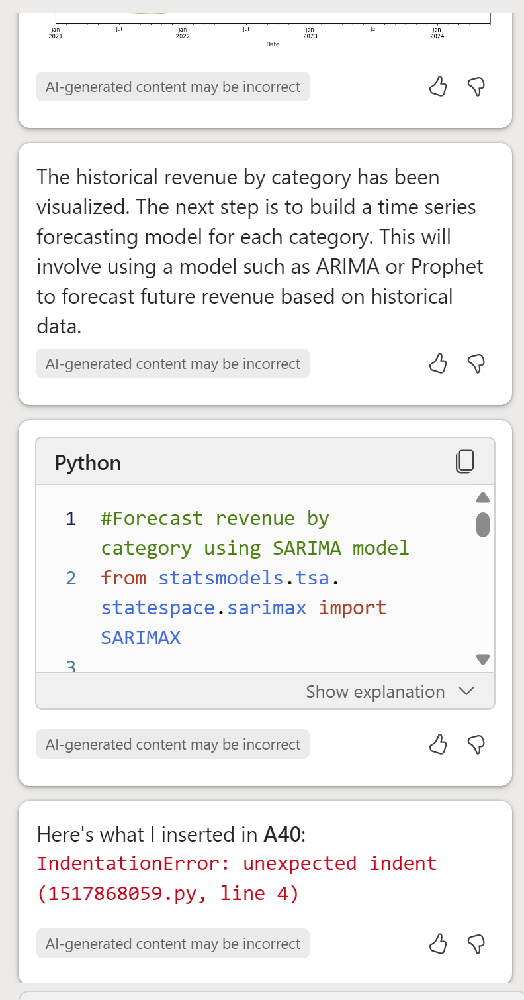 Jan Jul Jan Jul Jan Jul Jan
2021 2022 2023 2024
Date
AI-generated content may be incorrect
The historical revenue by category has been
visualized. The next step is to build a time series
forecasting model for each category. This will
involve using a model such as ARIMA or Prophet
to forecast future revenue based on historical
data.
AI-generated content may be incorrect
Python
1 #Forecast revenue by
category using SARIMA model
2 from statsmodels.tsa.
statespace.sarimax import
SARIMAX
3
Show explanation
AI-generated content may be incorrect
Here's what I inserted in A40:
IndentationError: unexpected indent
(1517868059.py, line 4)
AI-generated content may be incorrect